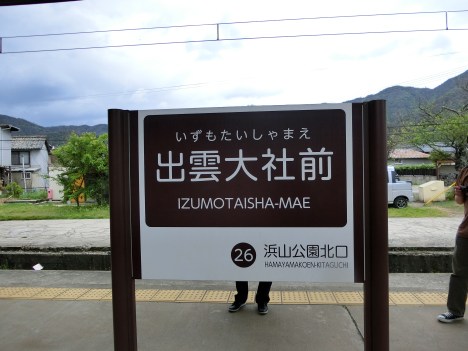 いずもたいしゃまえ
出雲大社前
IZUMOTAISHA-MAE
26 浜山公園北口
HAMAYAMAKOEN-KITAGUCHI